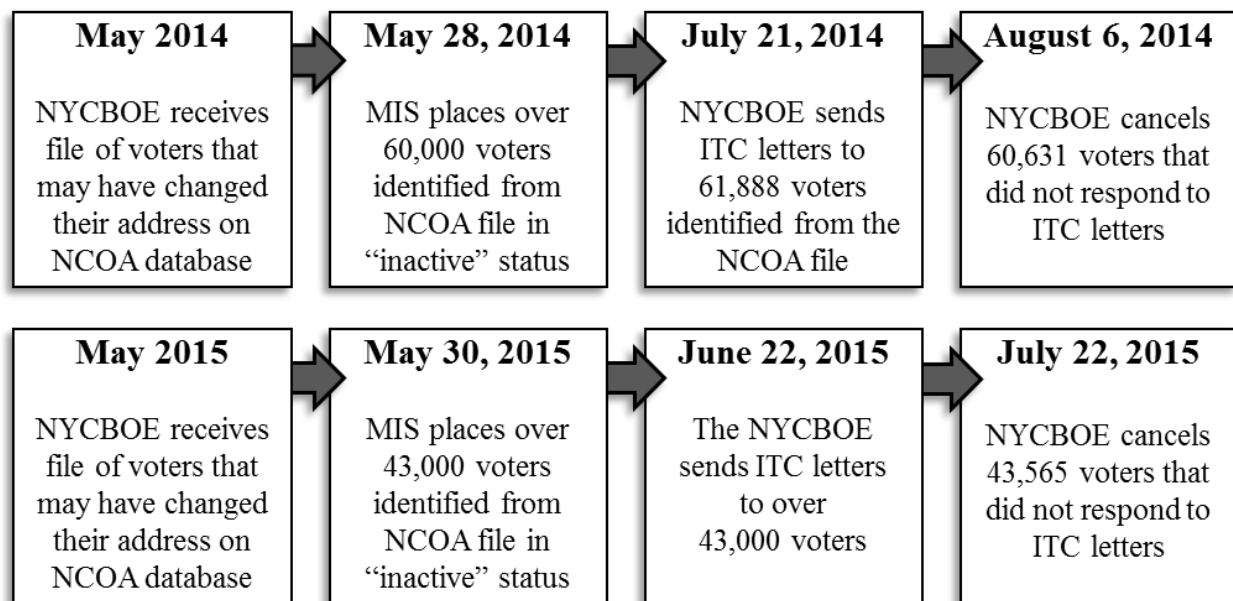 May 2014
NYCBOE receives
file of voters that
may have changed
their address on
NCOA database
May 28, 2014
MIS places over
60,000 voters
identified from
NCOA file in
“inactive” status
July 21, 2014
NYCBOE sends
ITC letters to
61,888 voters
identified from the
NCOA file
August 6, 2014
NYCBOE cancels
60,631 voters that
did not respond to
ITC letters
May 2015
NYCBOE receives
file of voters that
may have changed
their address on
NCOA database
May 30, 2015
MIS places over
43,000 voters
identified from
NCOA file in
“inactive” status
June 22, 2015
The NYCBOE
sends ITC letters
to over
43,000 voters
July 22, 2015
NYCBOE cancels
43,565 voters that
did not respond to
ITC letters